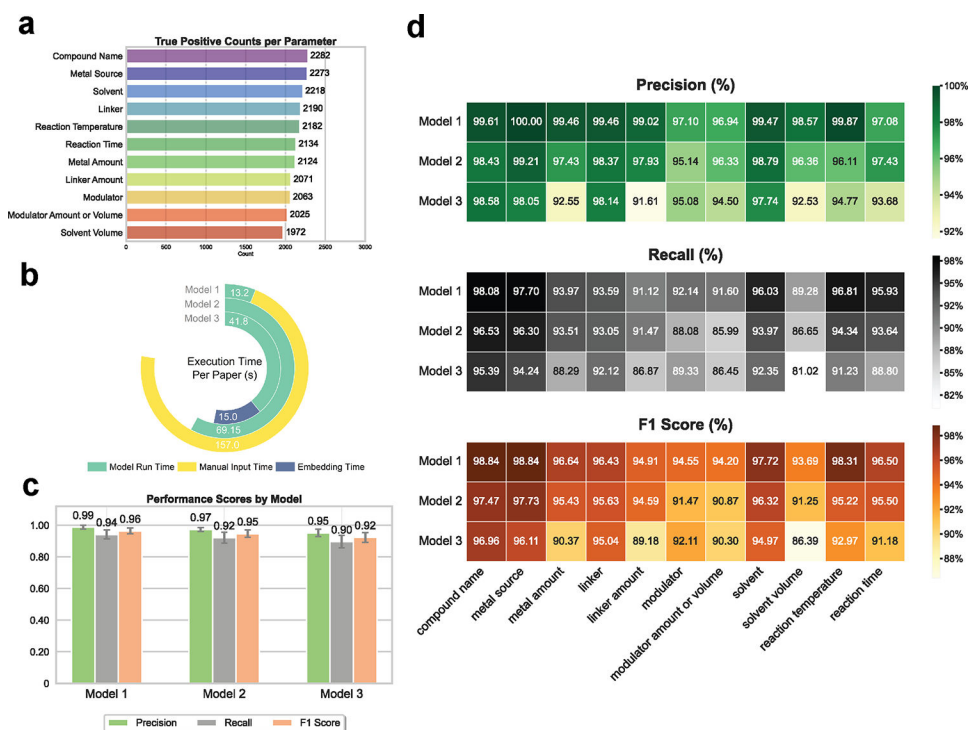 a
True Positive Counts per Parameter
Compound Name 2282
Metal Source 2273
Solvent 2218
Linker 2190
Reaction Temperature 2182
Reaction Time 2134
Metal Amount 2124
Linker Amount 2071
Modulator 2063
Modulator Amount or Volume 2025
Solvent Volume 1972
0 500 1000 1500 2000 2500 3000
Count
b
Model 1 13.2
Model 2
Model 3 41.8
Execution Time
Per Paper (s)
15.0
69.15
157.0
Model Run Time Manual Input Time Embedding Time
c
Performance Scores by Model
0.99 0.94 0.96 0.97 0.92 0.95 0.95 0.90 0.92
1.00
0.80
0.60
0.40
0.20
0
Model 1 Model 2 Model 3
Precision Recall F1 Score
d
Precision (%)
Model 1 99.61 100.00 99.46 99.46 99.02 97.10 96.94 99.47 98.57 99.87 97.08
Model 2 98.43 99.21 97.43 98.37 97.93 95.14 96.33 98.79 96.36 96.11 97.43
Model 3 98.58 98.05 92.55 98.14 91.61 95.08 94.50 97.74 92.53 94.77 93.68
100%
98%
96%
94%
92%
Recall (%)
Model 1 98.08 97.70 93.97 93.59 91.12 92.14 91.60 96.03 89.28 96.81 95.93
Model 2 96.53 96.30 93.51 93.05 91.47 88.08 85.99 93.97 86.65 94.34 93.64
Model 3 95.39 94.24 88.29 92.12 86.87 89.33 86.45 92.35 81.02 91.23 88.80
98%
95%
92%
90%
88%
85%
82%
F1 Score (%)
Model 1 98.84 98.84 96.64 96.43 94.91 94.55 94.20 97.72 93.69 98.31 96.50
Model 2 97.47 97.73 95.43 95.63 94.59 91.47 90.87 96.32 91.25 95.22 95.50
Model 3 96.96 96.11 90.37 95.04 89.18 92.11 90.30 94.97 86.39 92.97 91.18
98%
96%
94%
92%
90%
88%
compound name
metal source
metal amount
linker
linker amount
modulator
modulator amount or volume
solvent
solvent volume
reaction temperature
reaction time